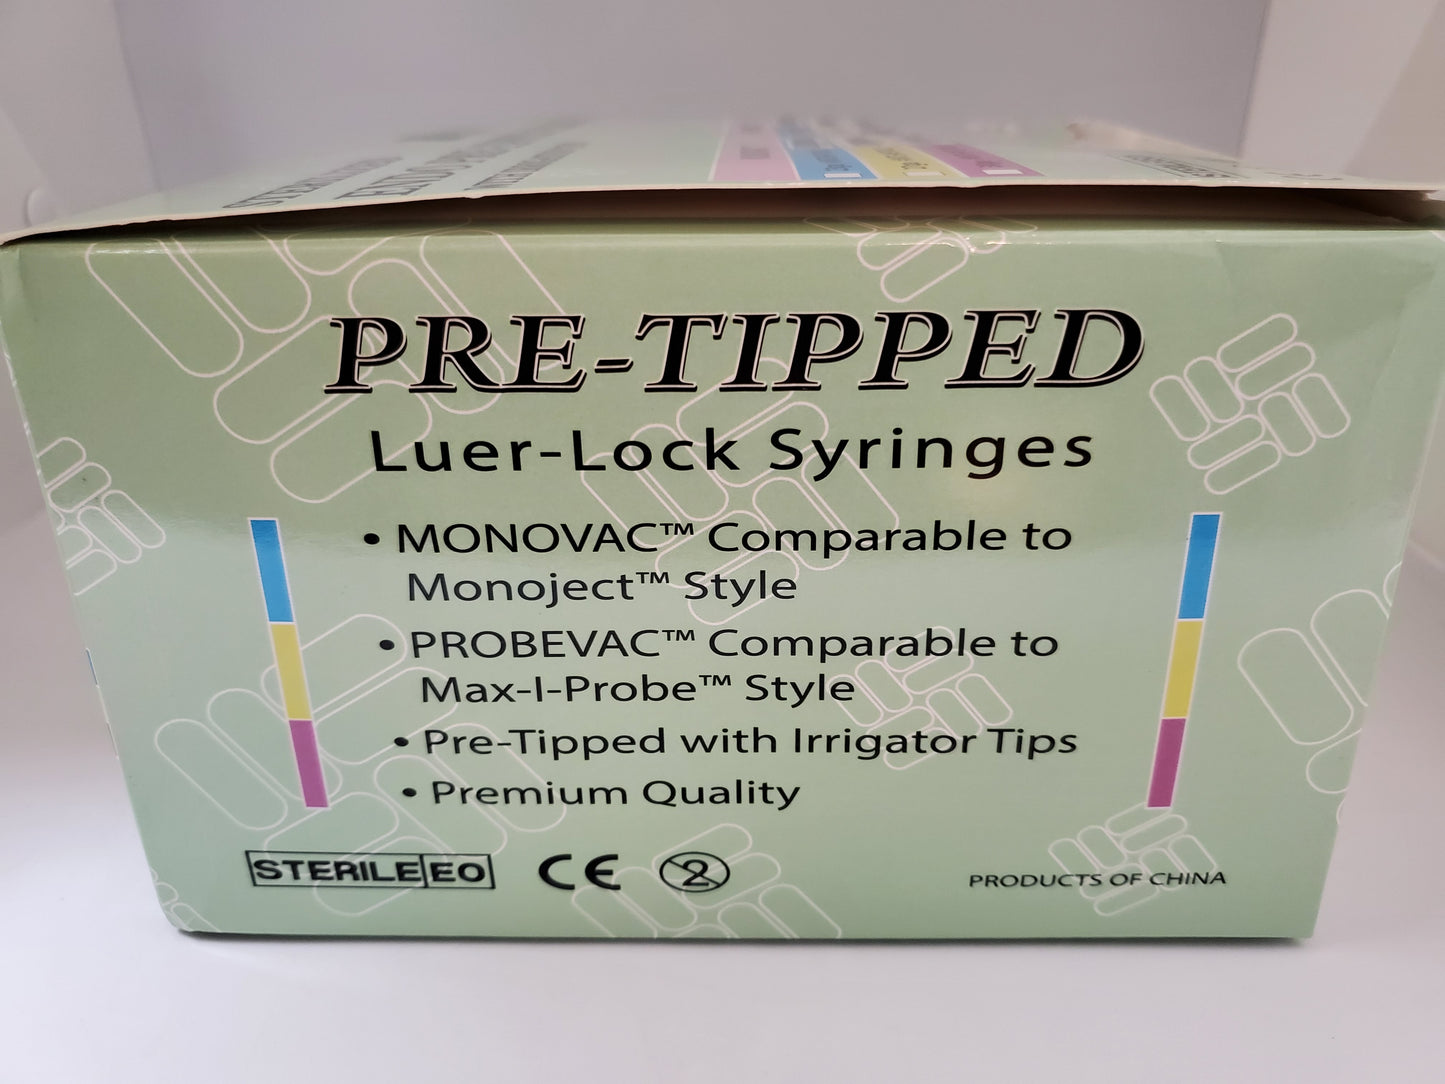 PRE-TIPPED
Luer-Lock Syringes
• MONOVAC™ Comparable to
Monoject™ Style
• PROBEVAC™ Comparable to
Max-I-Probe™ Style
• Pre-Tipped with Irrigator Tips
• Premium Quality
STERILE EO
CE
2
PRODUCTS OF CHINA